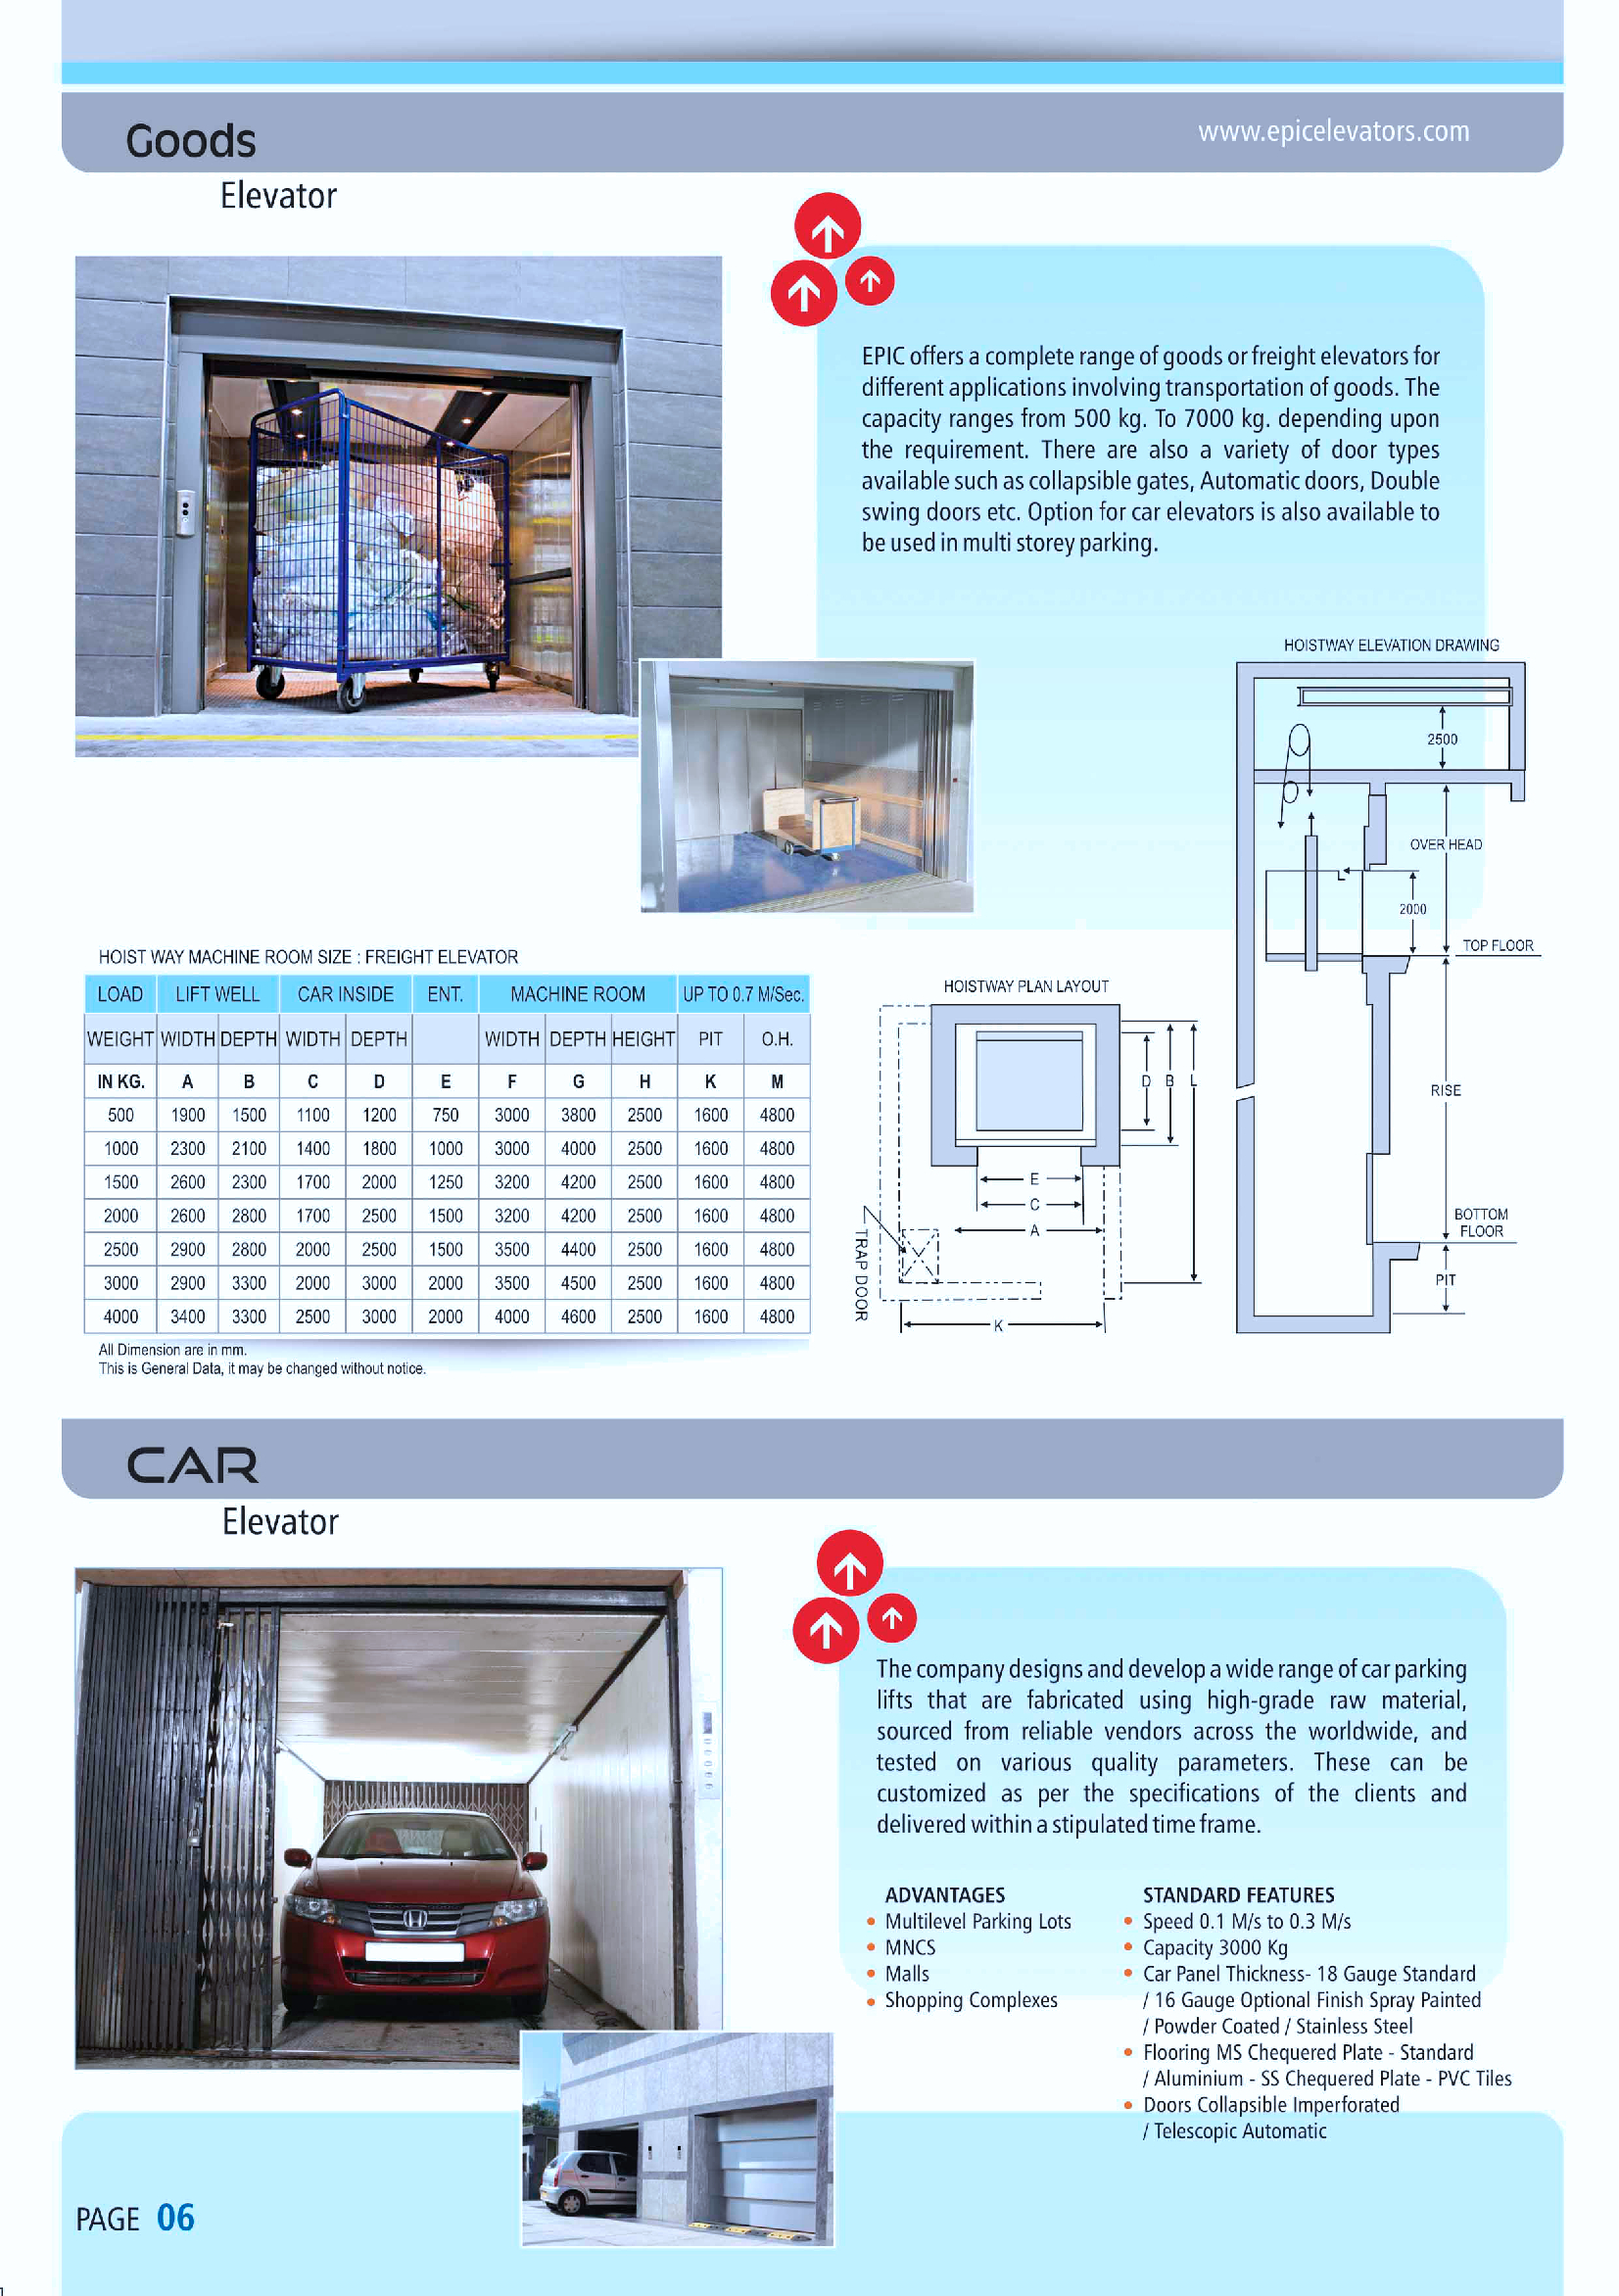 Goods
www.epicelevators.com
Elevator
EPIC offers a complete range of goods or freight elevators for
different applications involving transportation of goods. The
capacity ranges from 500 kg. To 7000 kg. depending upon
the requirement. There are also a variety of door types
available such as collapsible gates, Automatic doors, Double
swing doors etc. Option for car elevators is also available to
be used in multi storey parking.
HOISTWAY ELEVATION DRAWING
2500
OVER HEAD
L
2000
TOP FLOOR
RISE
BOTTOM
FLOOR
PIT
HOIST WAY MACHINE ROOM SIZE : FREIGHT ELEVATOR
LOAD LIFT WELL CAR INSIDE ENT. MACHINE ROOM UP TO 0.7 M/Sec.
WEIGHT WIDTH DEPTH WIDTH DEPTH WIDTH DEPTH HEIGHT PIT O.H.
IN KG. A B C D E F G H K M
500 1900 1500 1100 1200 750 3000 3800 2500 1600 4800
1000 2300 2100 1400 1800 1000 3000 4000 2500 1600 4800
1500 2600 2300 1700 2000 1250 3200 4200 2500 1600 4800
2000 2600 2800 1700 2500 1500 3200 4200 2500 1600 4800
2500 2900 2800 2000 2500 1500 3500 4400 2500 1600 4800
3000 2900 3300 2000 3000 2000 3500 4500 2500 1600 4800
4000 3400 3300 2500 3000 2000 4000 4600 2500 1600 4800
All Dimension are in mm.
This is General Data, it may be changed without notice.
HOISTWAY PLAN LAYOUT
D B L
E
C
A
TRAP DOOR
K
CAR
Elevator
The company designs and develop a wide range of car parking
lifts that are fabricated using high-grade raw material,
sourced from reliable vendors across the worldwide, and
tested on various quality parameters. These can be
customized as per the specifications of the clients and
delivered within a stipulated time frame.
ADVANTAGES
• Multilevel Parking Lots
• MNCS
• Malls
• Shopping Complexes
STANDARD FEATURES
• Speed 0.1 M/s to 0.3 M/s
• Capacity 3000 Kg
• Car Panel Thickness- 18 Gauge Standard
/ 16 Gauge Optional Finish Spray Painted
/ Powder Coated / Stainless Steel
• Flooring MS Chequered Plate - Standard
/ Aluminium - SS Chequered Plate - PVC Tiles
• Doors Collapsible Imperforated
/ Telescopic Automatic
PAGE 06